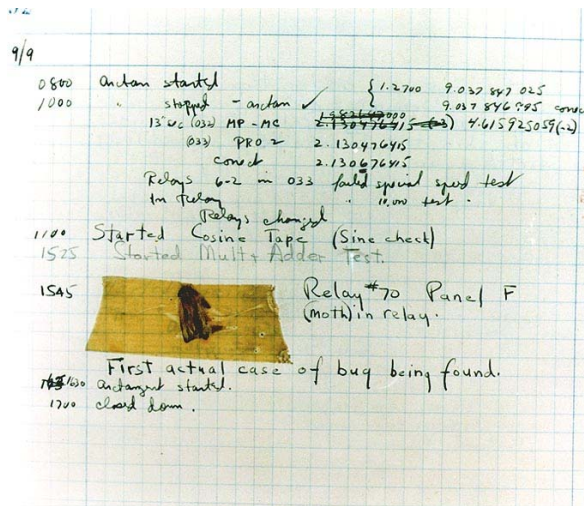 9/9
0800 Antan started
1000 " stopped - antan ✓ { 1.2700 9.037 847 025
9.037 846 995 conect
13"uc (032) MP - MC 2.130476415 4.615925059(-2)
(033) PRO 2 2.130476415
conect 2.130676415
Relays 6-2 in 033 failed special speed test
In Relay " 10.000 test .
Relays changed
1100 Started Cosine Tape (Sine check)
1525 Started Mult + Adder Test.
1545 Relay #70 Panel F
(moth) in relay.
First actual case of bug being found.
1630 antangent started.
1700 closed down .